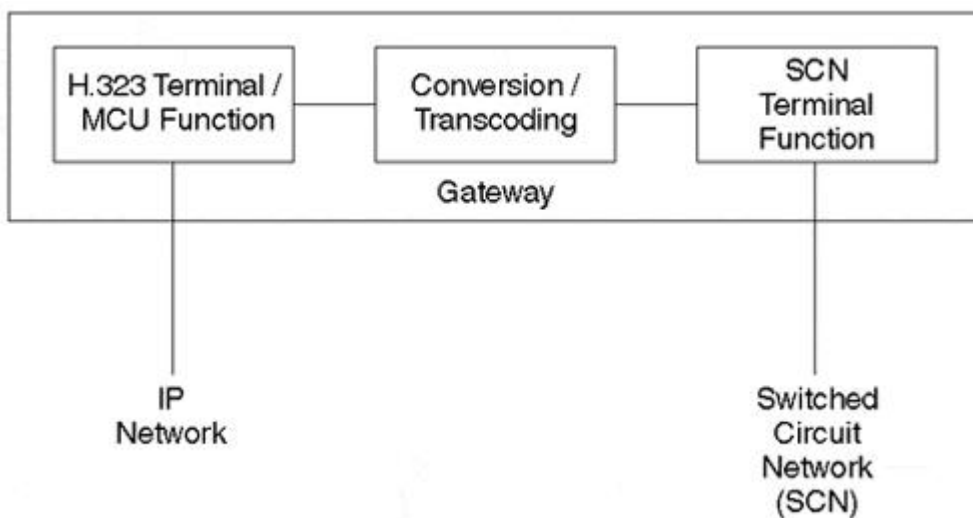 H.323 Terminal /
MCU Function
Conversion /
Transcoding
SCN
Terminal
Function
Gateway
IP
Network
Switched
Circuit
Network
(SCN)